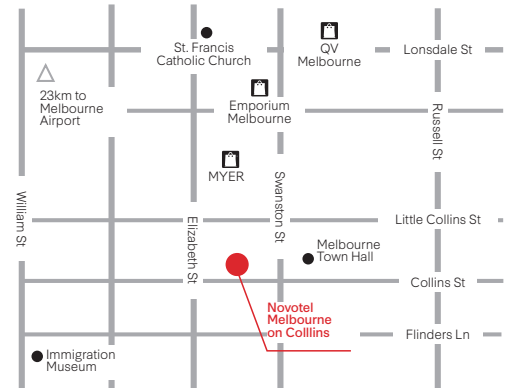 St. Francis
Catholic Church
QV
Melbourne
Lonsdale St
23km to
Melbourne
Airport
Emporium
Melbourne
Russell St
MYER
William St
Elizabeth St
Swanston St
Little Collins St
Melbourne
Town Hall
Collins St
Novotel
Melbourne
on Colllins
Flinders Ln
Immigration
Museum